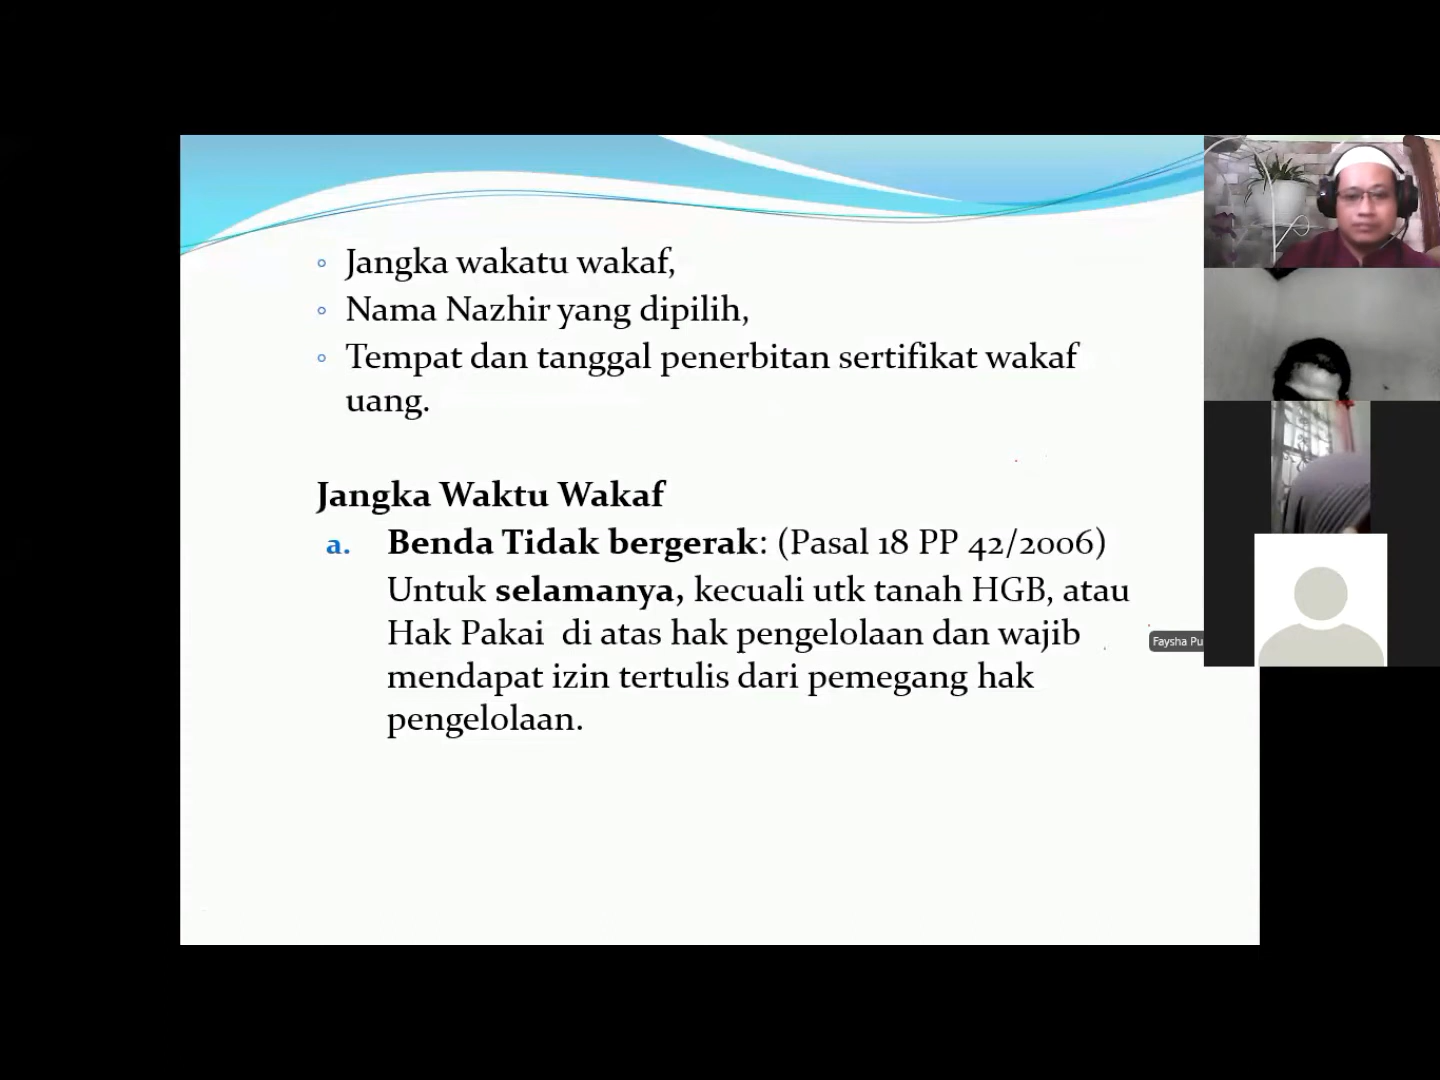 Jangka wakatu wakaf,
Nama Nazhir yang dipilih,
Tempat dan tanggal penerbitan sertifikat wakaf
uang.
Jangka Waktu Wakaf
a. Benda Tidak bergerak: (Pasal 18 PP 42/2006)
Untuk selamanya, kecuali utk tanah HGB, atau
Hak Pakai di atas hak pengelolaan dan wajib
mendapat izin tertulis dari pemegang hak
pengelolaan.
Faysha Pu